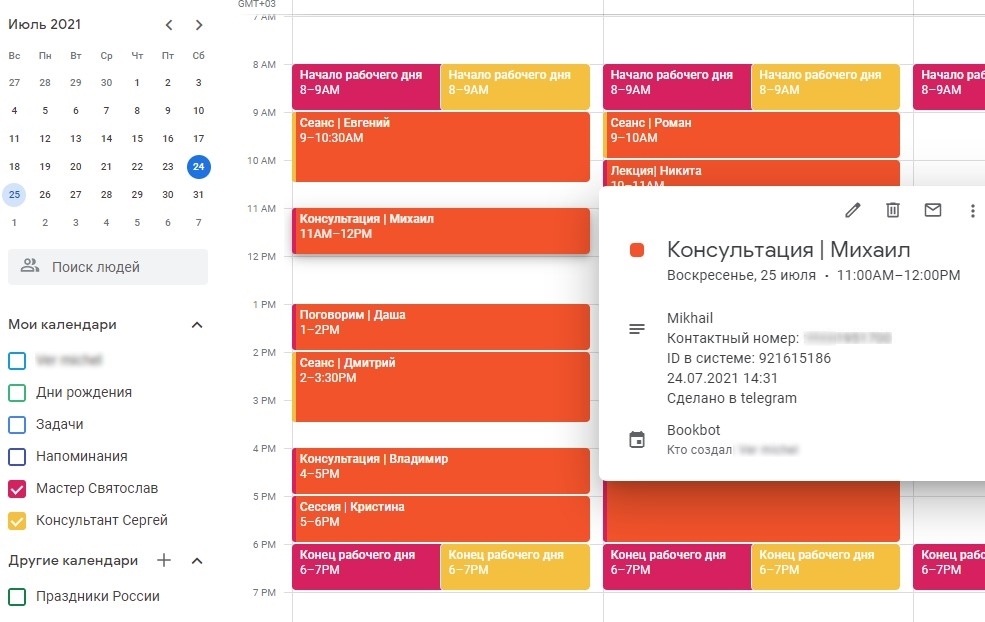 Июль 2021
Вс Пн Вт Ср Чт Пт Сб
27 28 29 30 1 2 3
4 5 6 7 8 9 10
11 12 13 14 15 16 17
18 19 20 21 22 23 24
25 26 27 28 29 30 31
1 2 3 4 5 6 7
Поиск людей
Мои календари
Дни рождения
Задачи
Напоминания
Мастер Святослав
Консультант Сергей
Другие календари
Праздники России
GMT+03
7 AM
8 AM
9 AM
10 AM
11 AM
12 PM
1 PM
2 PM
3 PM
4 PM
5 PM
6 PM
7 PM
Начало рабочего дня
8–9AM
Начало рабочего дня
8–9AM
Сеанс | Евгений
9–10:30AM
Консультация | Михаил
11AM–12PM
Поговорим | Даша
1–2PM
Сеанс | Дмитрий
2–3:30PM
Консультация | Владимир
4–5PM
Сессия | Кристина
5–6PM
Конец рабочего дня
6–7PM
Конец рабочего дня
6–7PM
Начало рабочего дня
8–9AM
Начало рабочего дня
8–9AM
Сеанс | Роман
9–10AM
Лекция| Никита
10–11AM
Конец рабочего дня
6–7PM
Конец рабочего дня
6–7PM
Начало рабо
8–9AM
Конец рабоч
6–7PM
Консультация | Михаил
Воскресенье, 25 июля • 11:00AM–12:00PM
Mikhail
Контактный номер:
ID в системе: 921615186
24.07.2021 14:31
Сделано в telegram
Bookbot
Кто создал: